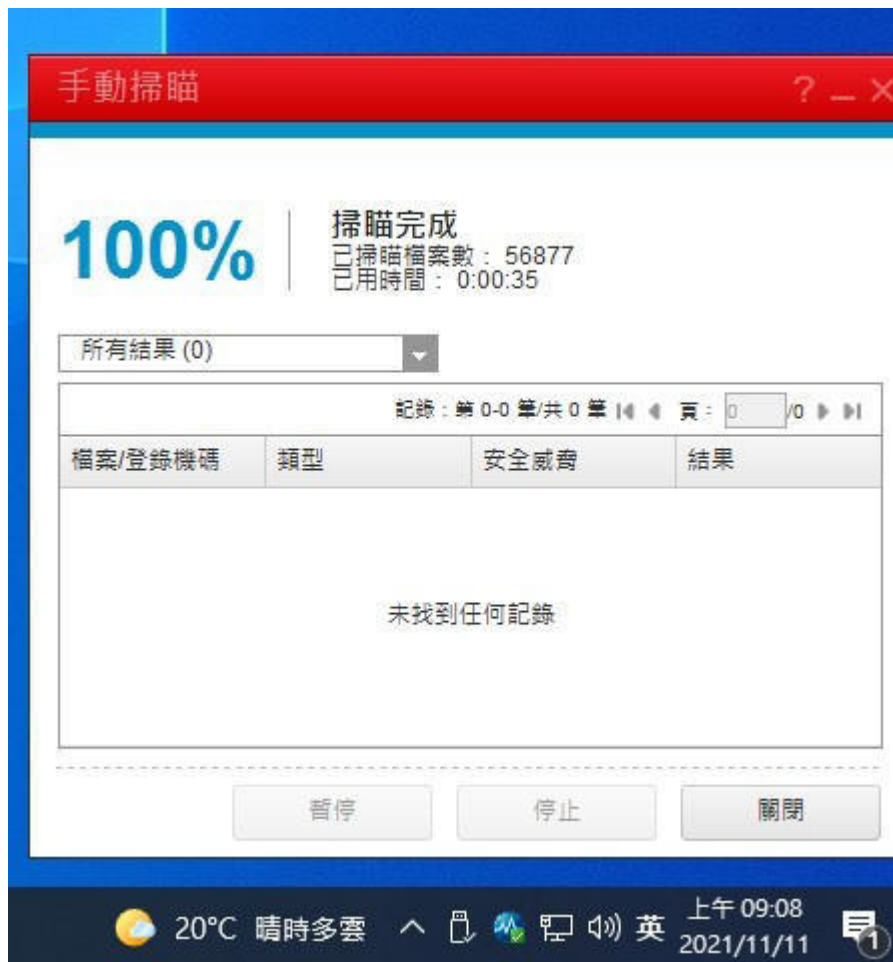 手動掃瞄
? _ ×
100%
掃瞄完成
已掃瞄檔案數： 56877
已用時間： 0:00:35
所有結果 (0)
記錄：第 0-0 筆/共 0 筆 頁： 0 /0
檔案/登錄機碼 類型 安全威脅 結果
未找到任何記錄
暫停 停止 關閉
20°C 晴時多雲 英 上午 09:08
2021/11/11
1